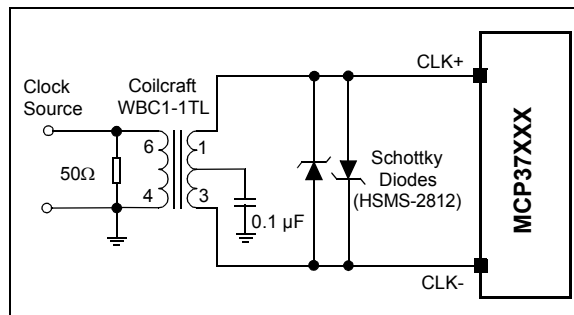 Clock
Source
Coilcraft
WBC1-1TL
CLK+
6
1
50Ω
4
3
0.1 µF
Schottky
Diodes
(HSMS-2812)
CLK-
MCP37XXX